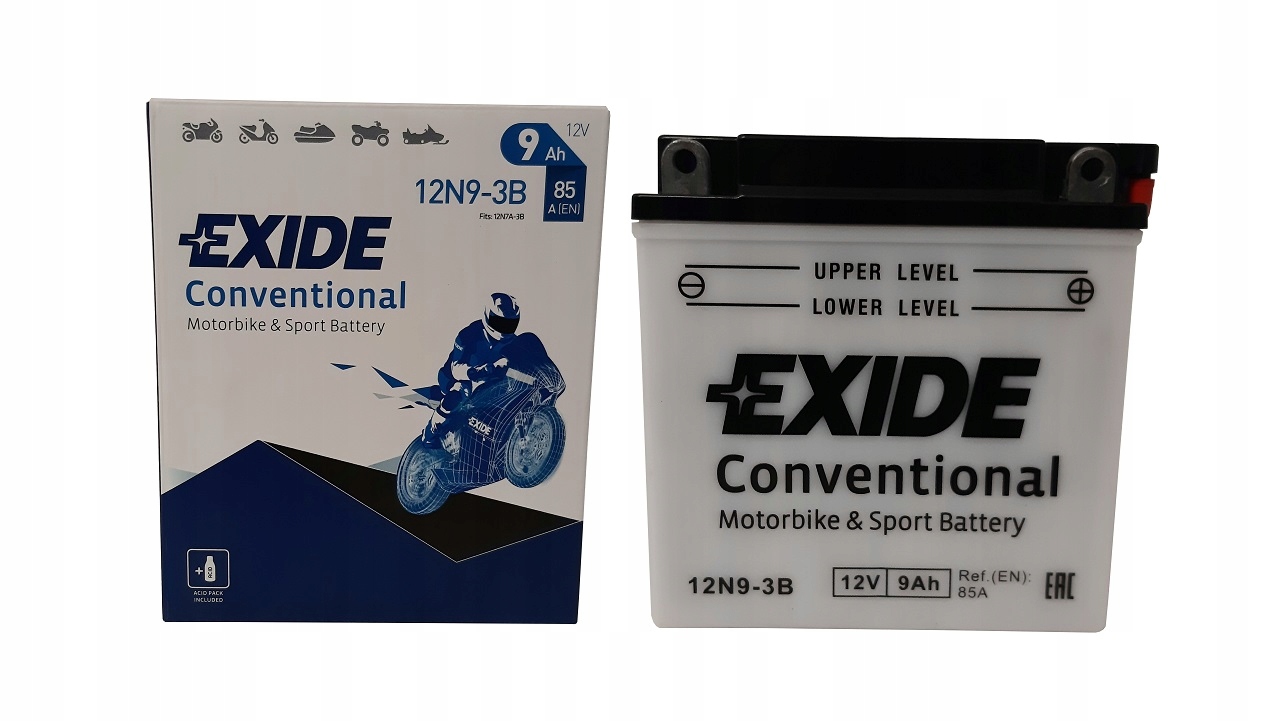 12V
9 Ah
12N9-3B
85
A (EN)
Fits: 12N7A-3B
EXIDE
Conventional
Motorbike & Sport Battery
EXIDE
+ ACID
ACID PACK
INCLUDED
UPPER LEVEL
LOWER LEVEL
EXIDE
Conventional
Motorbike & Sport Battery
12N9-3B
12V 9Ah
Ref.(EN):
85A
EAC